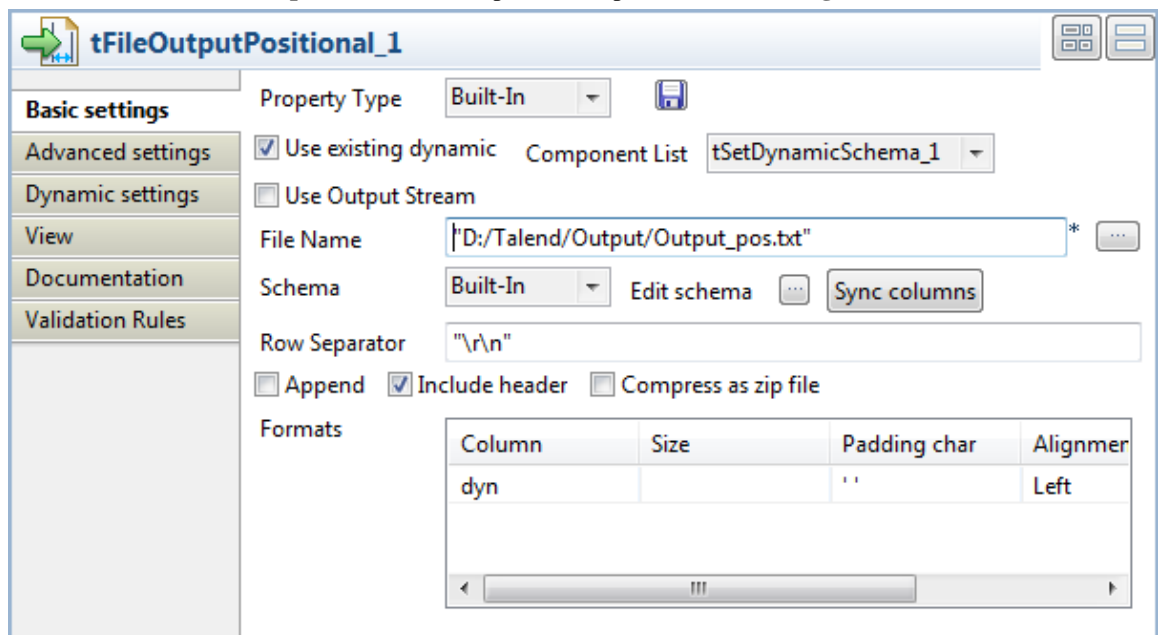 tFileOutputPositional_1
Basic settings
Advanced settings
Dynamic settings
View
Documentation
Validation Rules
Property Type Built-In
Use existing dynamic Component List tSetDynamicSchema_1
Use Output Stream
File Name "D:/Talend/Output/Output_pos.txt" * ...
Schema Built-In Edit schema ... Sync columns
Row Separator "\r\n"
Append Include header Compress as zip file
Formats
Column Size Padding char Alignmen
dyn ' ' Left